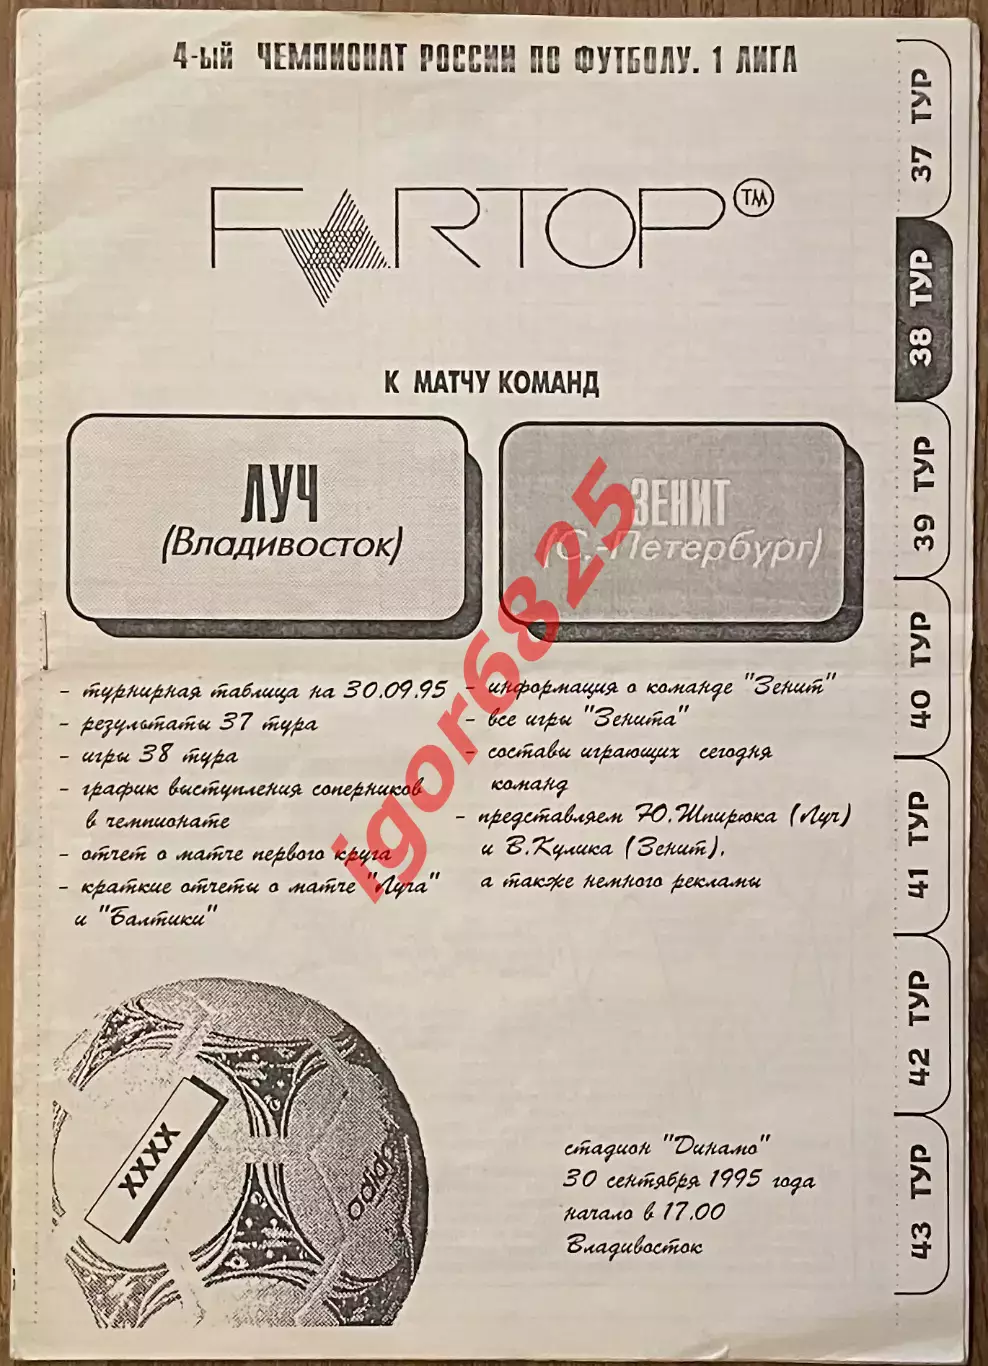 4-ый ЧЕМПИОНАТ РОССИИ ПО ФУТБОЛУ. 1 ЛИГА
FARTOP TM
К МАТЧУ КОМАНД
ЛУЧ
(Владивосток)
ЗЕНИТ
(С.-Петербург)
- турнирная таблица на 30.09.95
- результаты 37 тура
- игры 38 тура
- график выступления соперников
в чемпионате
- отчет о матче первого круга
- краткие отчеты о матче "Луча"
и "Балтики"
- информация о команде "Зенит"
- все игры "Зенита"
- составы играющих сегодня
команд
- представляем Ю.Шпирюка (Луч)
и В.Кулика (Зенит),
а также немного рекламы
XXXX
adidas
стадион "Динамо"
30 сентября 1995 года
начало в 17.00
Владивосток
37 ТУР
38 ТУР
39 ТУР
40 ТУР
41 ТУР
42 ТУР
43 ТУР
igor6825